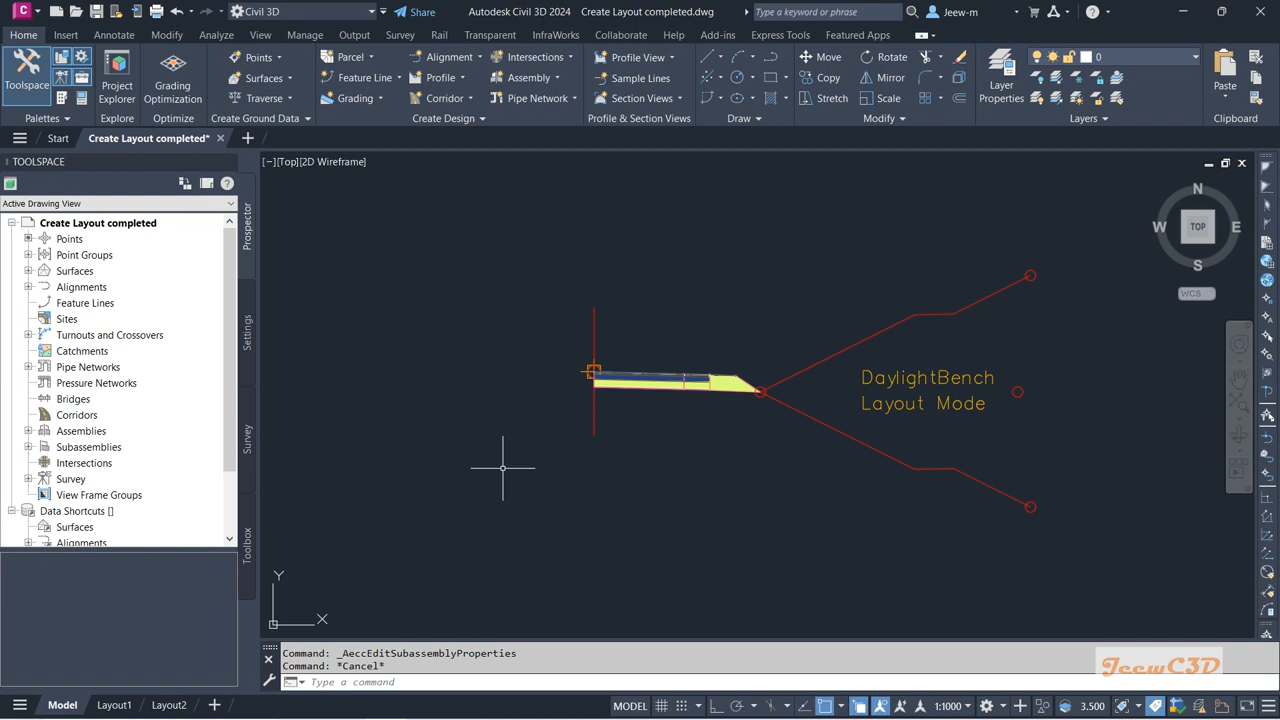 Civil 3D
Share
Autodesk Civil 3D 2024
Create Layout completed.dwg
Type a keyword or phrase
Jeew-m
Home
Insert
Annotate
Modify
Analyze
View
Manage
Output
Survey
Rail
Transparent
InfraWorks
Collaborate
Help
Add-ins
Express Tools
Featured Apps
Toolspace
Project Explorer
Grading Optimization
Points
Surfaces
Traverse
Parcel
Feature Line
Grading
Alignment
Profile
Corridor
Intersections
Assembly
Pipe Network
Profile View
Sample Lines
Section Views
Move
Copy
Stretch
Rotate
Mirror
Scale
Layer Properties
0
Paste
Palettes
Explore
Optimize
Create Ground Data
Create Design
Profile & Section Views
Draw
Modify
Layers
Clipboard
Start
Create Layout completed*
TOOLSPACE
Active Drawing View
Create Layout completed
Points
Point Groups
Surfaces
Alignments
Feature Lines
Sites
Turnouts and Crossovers
Catchments
Pipe Networks
Pressure Networks
Bridges
Corridors
Assemblies
Subassemblies
Intersections
Survey
View Frame Groups
Data Shortcuts []
Surfaces
Alignments
Prospector
Settings
Survey
Toolbox
[−][Top][2D Wireframe]
N
W
TOP
E
S
WCS
DaylightBench
Layout Mode
Y
X
Command: _AeccEditSubassemblyProperties
Command: *Cancel*
Type a command
JeewC3D
Model
Layout1
Layout2
MODEL
1:1000
3.500